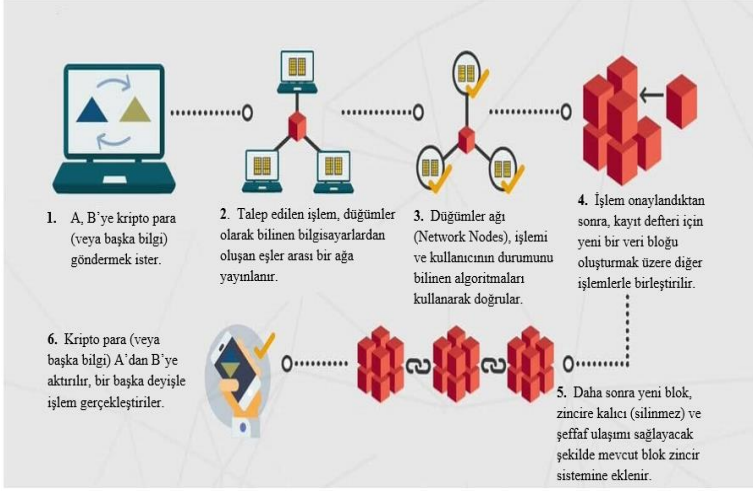 1. A, B'ye kripto para
(veya başka bilgi)
göndermek ister.
2. Talep edilen işlem, düğümler
olarak bilinen bilgisayarlardan
oluşan eşler arası bir ağa
yayınlanır.
3. Düğümler ağı
(Network Nodes), işlemi
ve kullanıcının durumunu
bilinen algoritmaları
kullanarak doğrular.
4. İşlem onaylandıktan
sonra, kayıt defteri için
yeni bir veri bloğu
oluşturmak üzere diğer
işlemlerle birleştirilir.
5. Daha sonra yeni blok,
zincire kalıcı (silinmez) ve
şeffaf ulaşımı sağlayacak
şekilde mevcut blok zincir
sistemine eklenir.
6. Kripto para (veya
başka bilgi) A'dan B'ye
aktırılır, bir başka deyişle
işlem gerçekleştiriler.